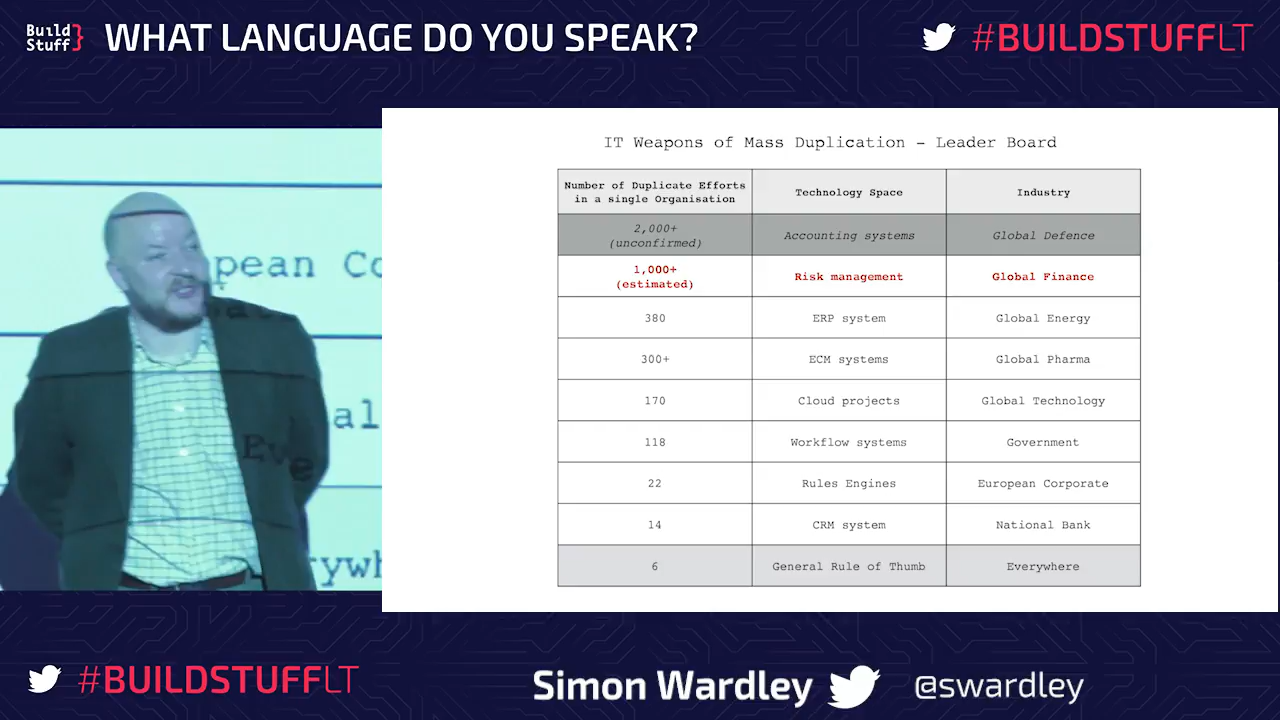 Build
Stuff}
WHAT LANGUAGE DO YOU SPEAK?
#BUILDSTUFFLT
IT Weapons of Mass Duplication – Leader Board
Number of Duplicate Efforts in a single Organisation Technology Space Industry
2,000+ (unconfirmed) Accounting systems Global Defence
1,000+ (estimated) Risk management Global Finance
380 ERP system Global Energy
300+ ECM systems Global Pharma
170 Cloud projects Global Technology
118 Workflow systems Government
22 Rules Engines European Corporate
14 CRM system National Bank
6 General Rule of Thumb Everywhere
pean Co
al
Eve
rywh
#BUILDSTUFFLT
Simon Wardley
@swardley